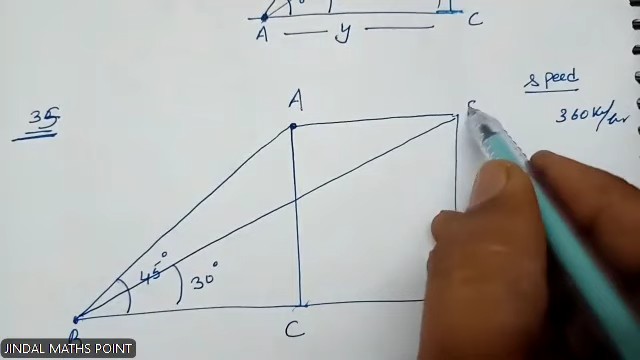 A y C
speed
360 km/hr
35
A
45°
30°
B
C
JINDAL MATHS POINT